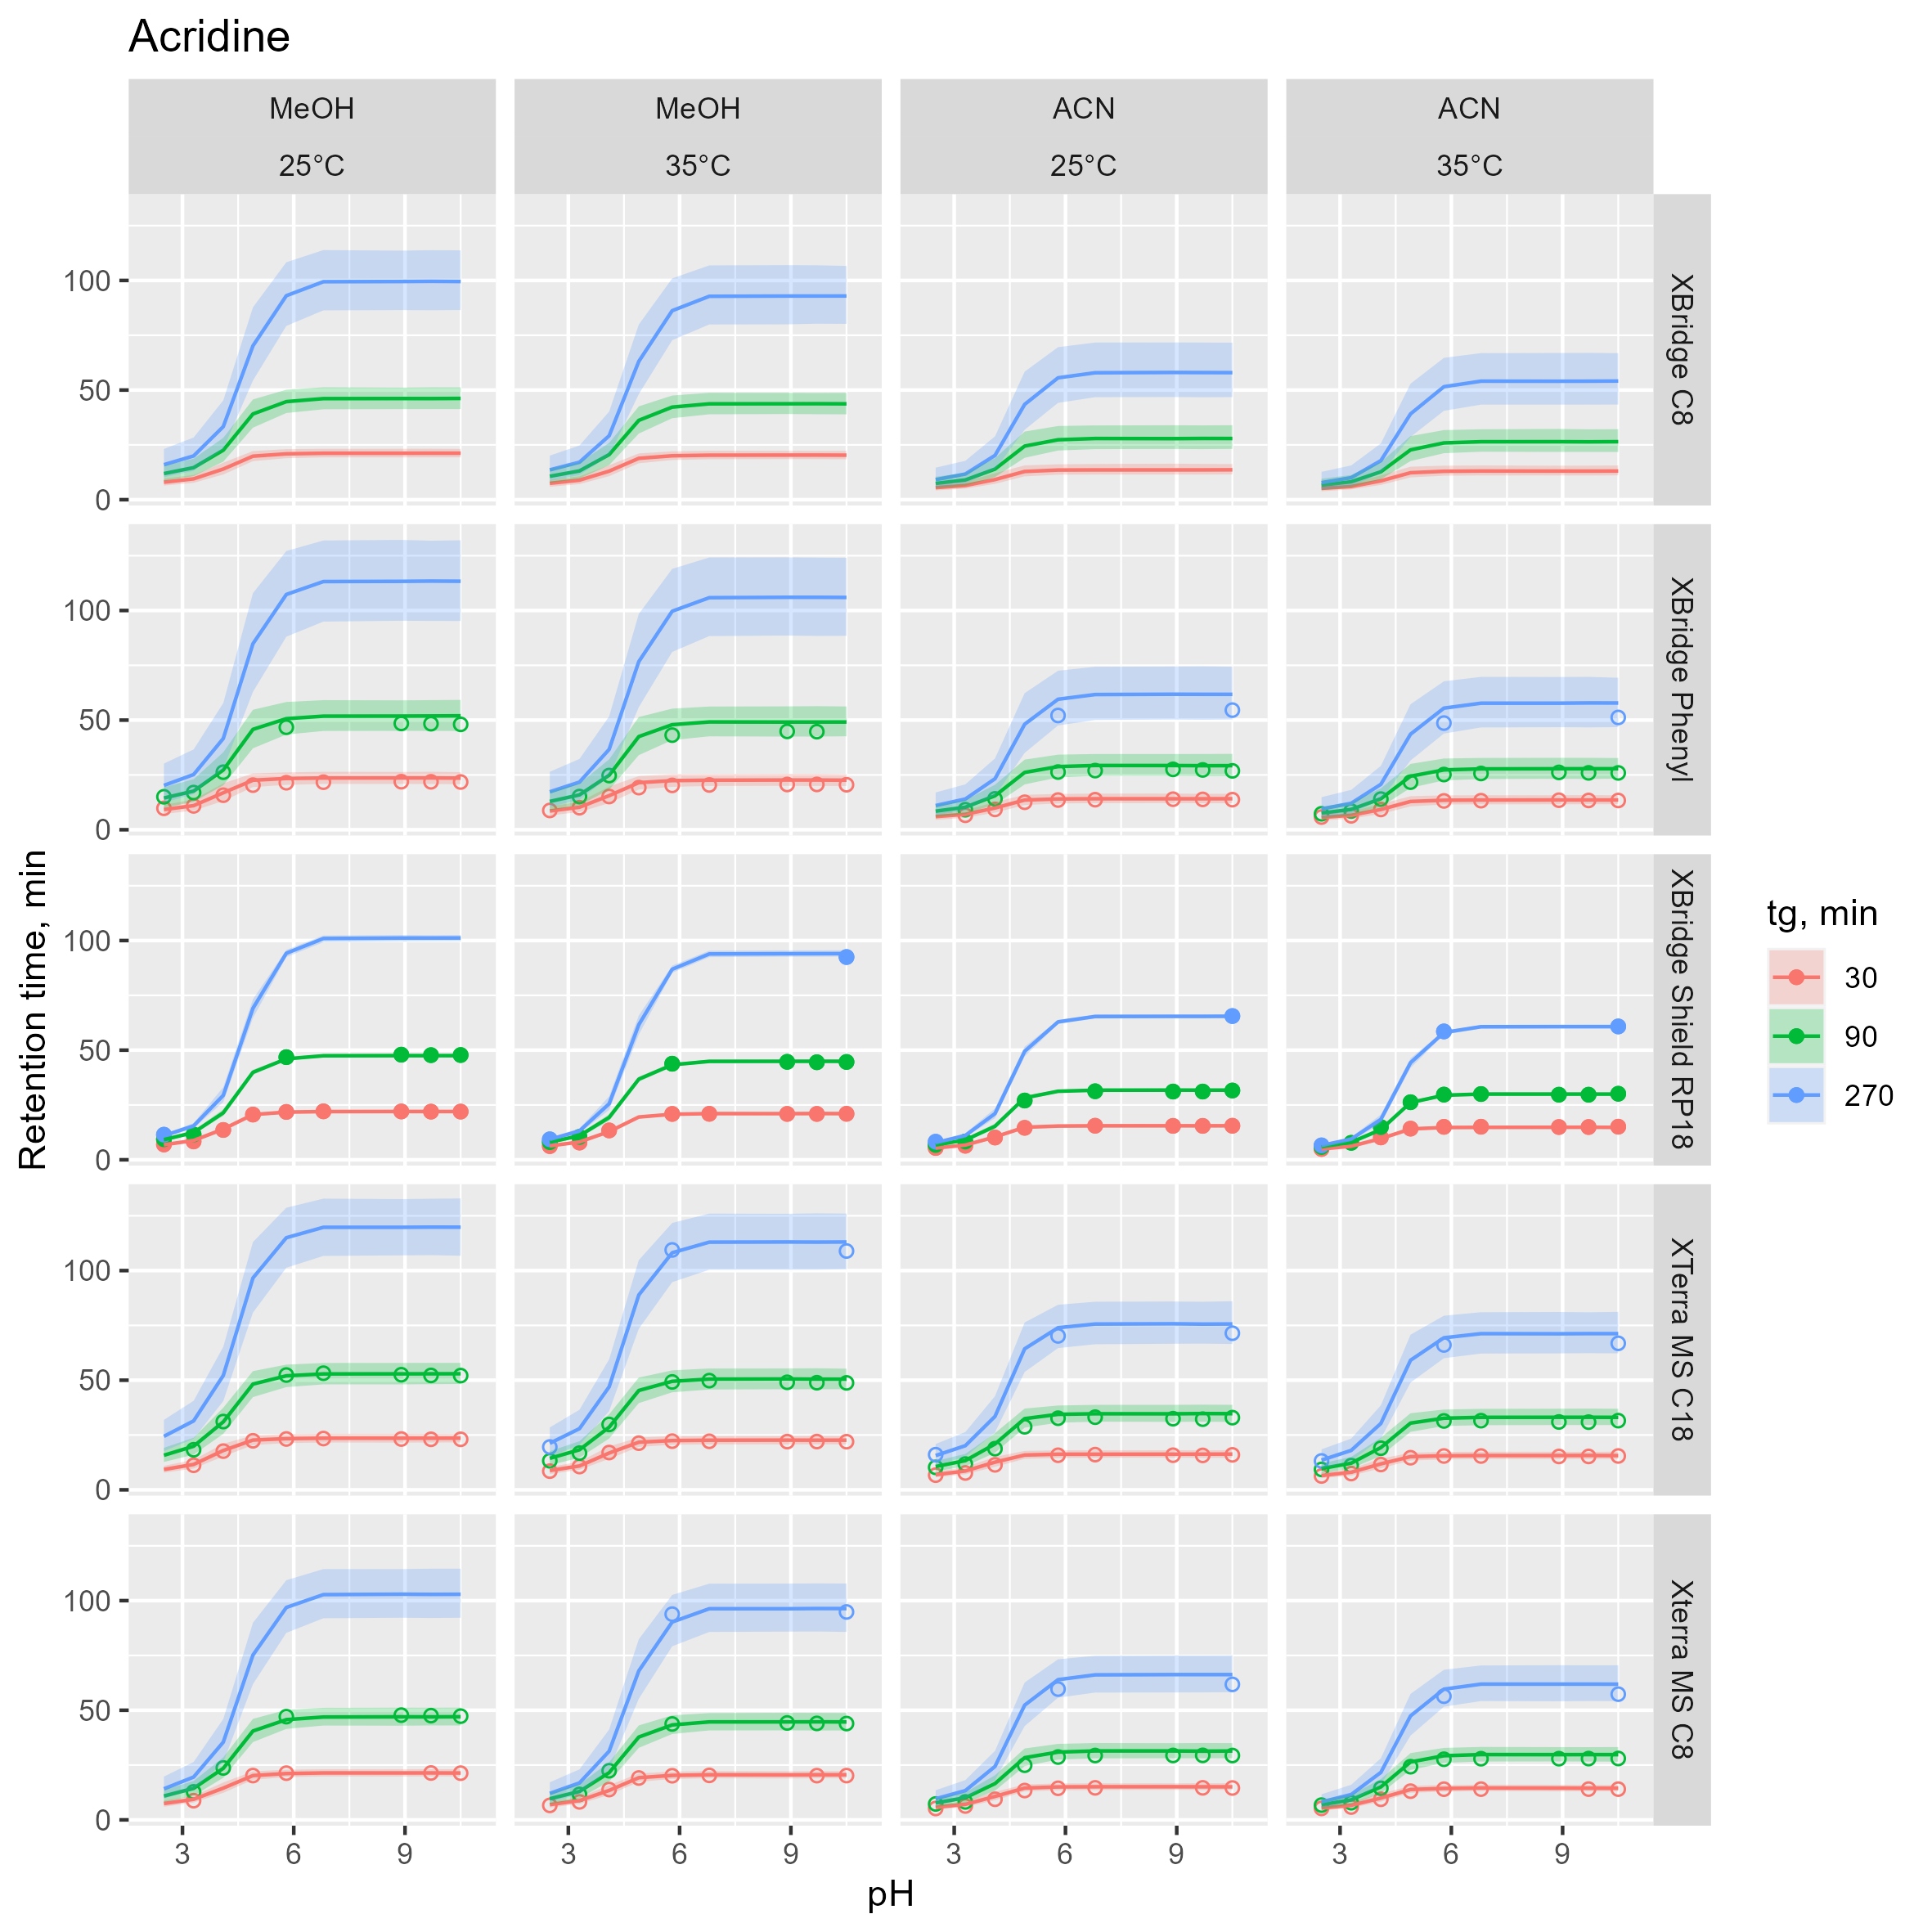 Acridine
MeOH
MeOH
ACN
ACN
25°C
35°C
25°C
35°C
100
50
0
XBridge C8
100
50
0
XBridge Phenyl
100
50
0
XBridge Shield RP18
100
50
0
XTerra MS C18
100
50
0
Xterra MS C8
3 6 9
3 6 9
3 6 9
3 6 9
pH
Retention time, min
tg, min
30
90
270